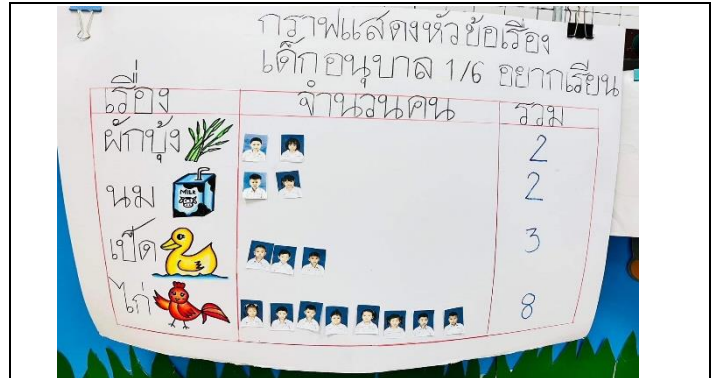 กราฟแสดงหัวข้อเรื่อง
เด็กอนุบาล 1/6 อยากเรียน
เรื่อง จำนวนคน รวม
ผักบุ้ง 2
นม MILK 2
เป็ด 3
ไก่ 8